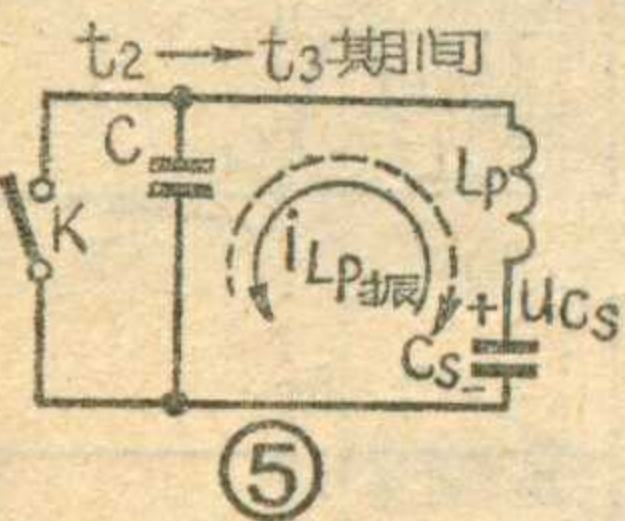 t₂→t₃期间
C
Lp
K
iLp振
+ Ucs
Cs -
⑤